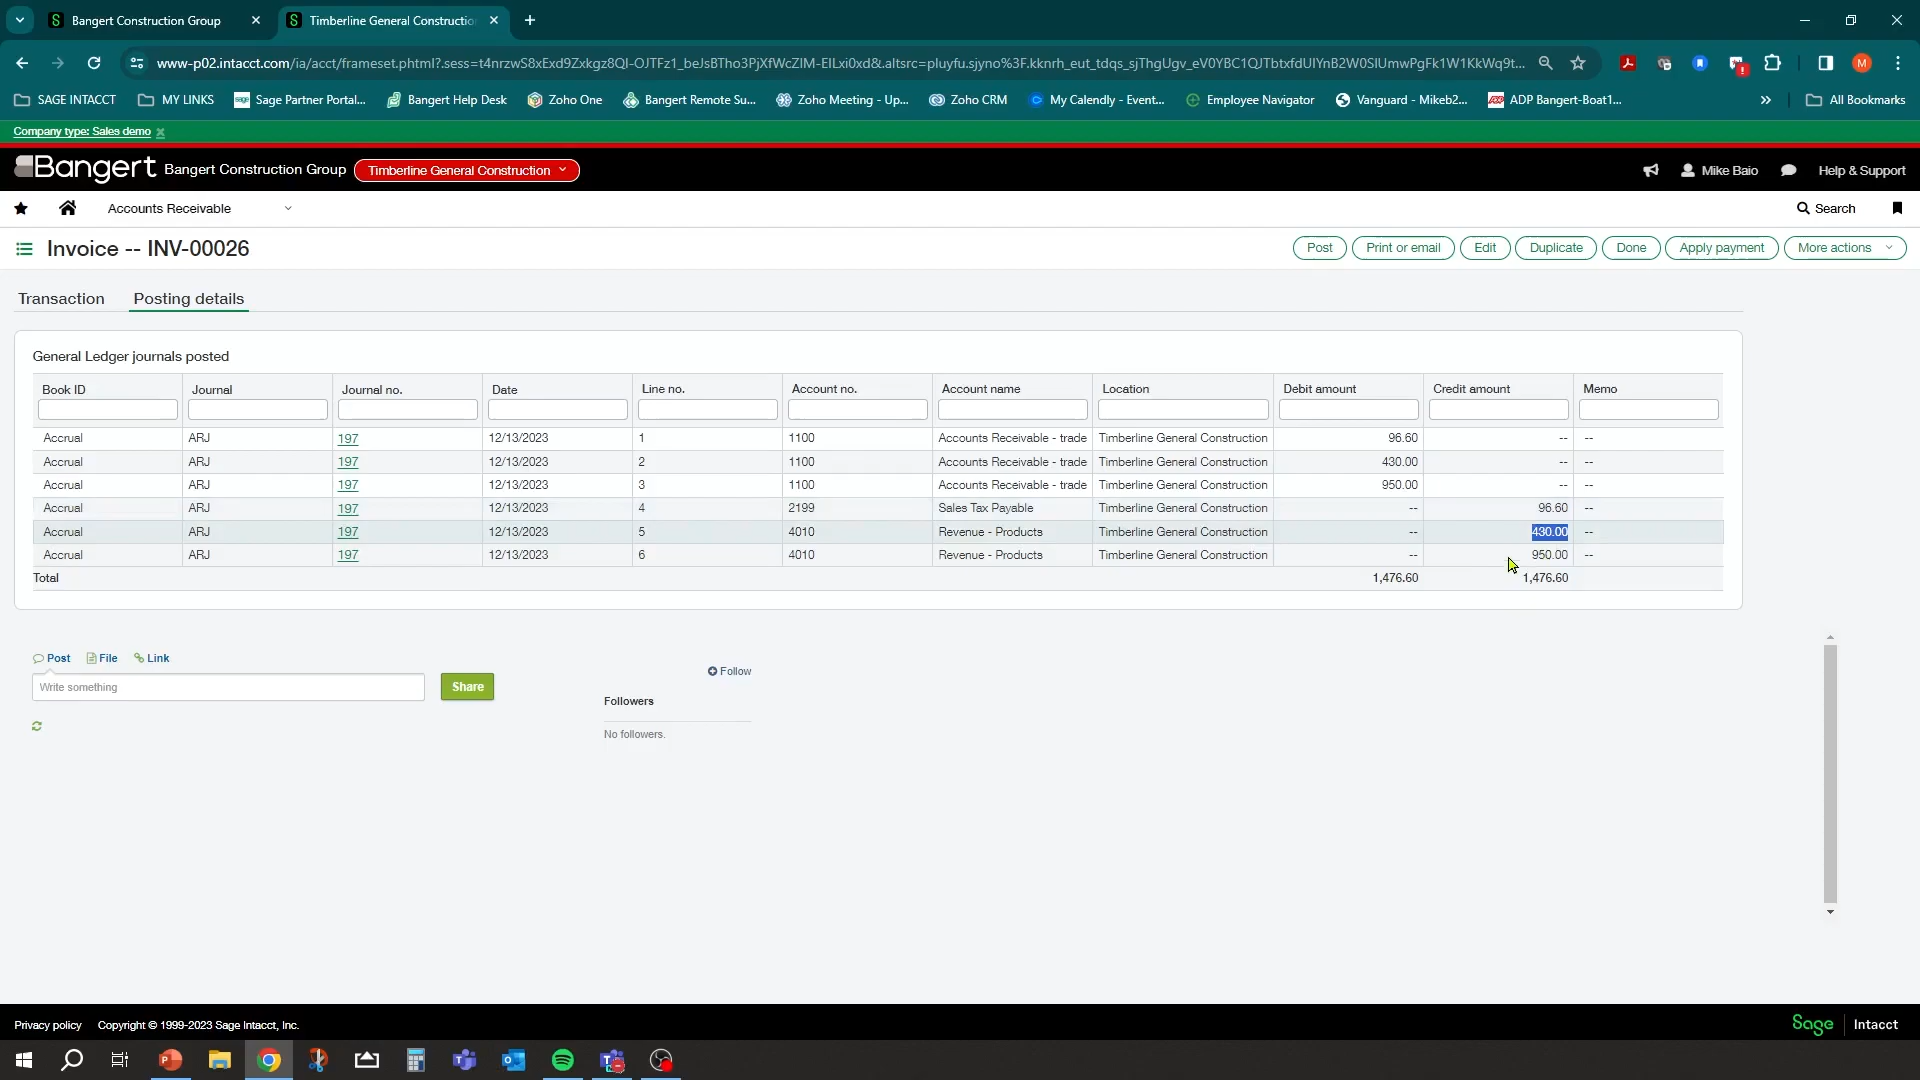 Bangert Construction Group
Timberline General Constructio
www-p02.intacct.com/ia/acct/frameset.phtml?.sess=t4nrzwS8xExd9Zxkgz8QI-OJTFz1_beJsBTho3PjXfWcZlM-EILxi0xd&.altsrc=pluyfu.sjyno%3F.kknrh_eut_tdqs_sjThgUgv_eV0YBC1QJTbtxfdUIYnB2W0SlUmwPgFk1W1KkWq9t...
SAGE INTACCT
MY LINKS
Sage Partner Portal...
Bangert Help Desk
Zoho One
Bangert Remote Su...
Zoho Meeting - Up...
Zoho CRM
My Calendly - Event...
Employee Navigator
Vanguard - Mikeb2...
ADP Bangert-Boat1...
All Bookmarks
Company type: Sales demo
Bangert
Bangert Construction Group
Timberline General Construction
Mike Baio
Help & Support
Accounts Receivable
Search
Invoice -- INV-00026
Post
Print or email
Edit
Duplicate
Done
Apply payment
More actions
Transaction
Posting details
General Ledger journals posted
Book ID Journal Journal no. Date Line no. Account no. Account name Location Debit amount Credit amount Memo
Accrual ARJ 197 12/13/2023 1 1100 Accounts Receivable - trade Timberline General Construction 96.60 -- --
Accrual ARJ 197 12/13/2023 2 1100 Accounts Receivable - trade Timberline General Construction 430.00 -- --
Accrual ARJ 197 12/13/2023 3 1100 Accounts Receivable - trade Timberline General Construction 950.00 -- --
Accrual ARJ 197 12/13/2023 4 2199 Sales Tax Payable Timberline General Construction -- 96.60 --
Accrual ARJ 197 12/13/2023 5 4010 Revenue - Products Timberline General Construction -- 430.00 --
Accrual ARJ 197 12/13/2023 6 4010 Revenue - Products Timberline General Construction -- 950.00 --
Total 1,476.60 1,476.60
Post
File
Link
Write something
Share
Follow
Followers
No followers.
Privacy policy
Copyright © 1999-2023 Sage Intacct, Inc.
Sage Intacct